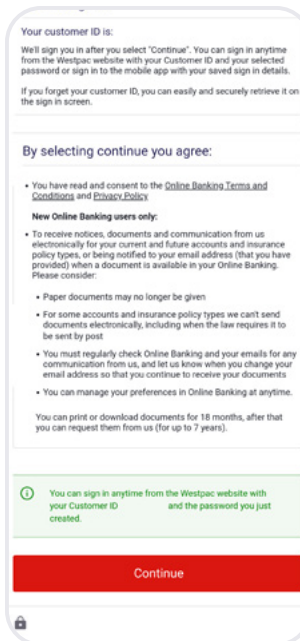 Your customer ID is:
We'll sign you in after you select "Continue". You can sign in anytime
from the Westpac website with your Customer ID and your selected
password or sign in to the mobile app with your saved sign in details.
If you forget your customer ID, you can easily and securely retrieve it on
the sign in screen.
By selecting continue you agree:
• You have read and consent to the Online Banking Terms and
Conditions and Privacy Policy
New Online Banking users only:
• To receive notices, documents and communication from us
electronically for your current and future accounts and insurance
policy types, or being notified to your email address (that you have
provided) when a document is available in your Online Banking.
Please consider:
• Paper documents may no longer be given
• For some accounts and insurance policy types we can't send
documents electronically, including when the law requires it to
be sent by post
• You must regularly check Online Banking and your emails for any
communication from us, and let us know when you change your
email address so that you continue to receive your documents
• You can manage your preferences in Online Banking at anytime.
You can print or download documents for 18 months, after that
you can request them from us (for up to 7 years).
You can sign in anytime from the Westpac website with
your Customer ID and the password you just
created.
Continue